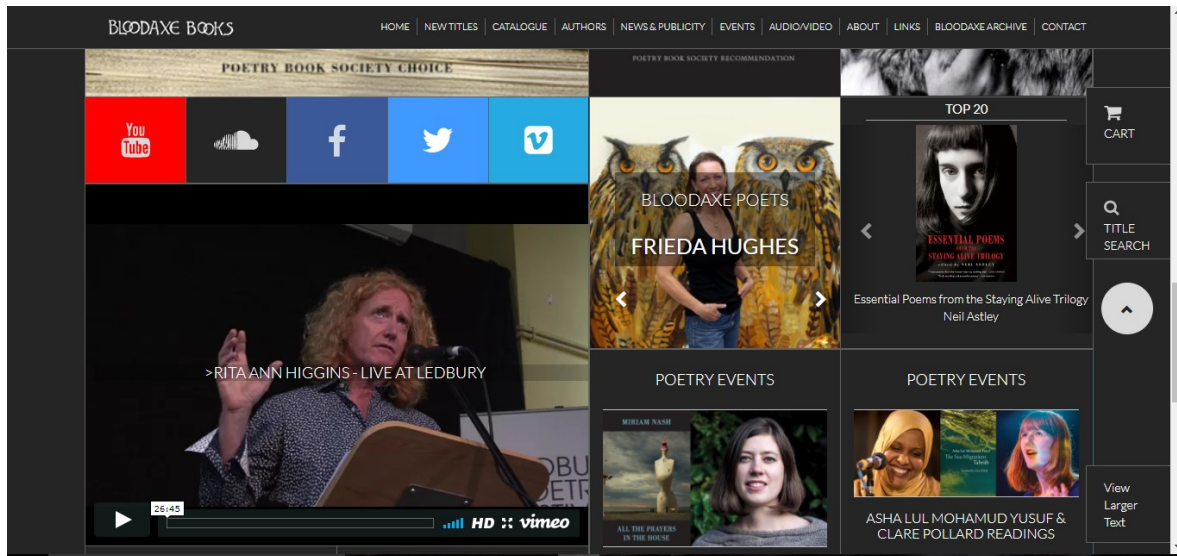 BLOODAXE BOOKS
HOME NEW TITLES CATALOGUE AUTHORS NEWS & PUBLICITY EVENTS AUDIO/VIDEO ABOUT LINKS BLOODAXE ARCHIVE CONTACT
POETRY BOOK SOCIETY CHOICE
POETRY BOOK SOCIETY RECOMMENDATION
You
Tube
>RITA ANN HIGGINS - LIVE AT LEDBURY
26:45
HD vimeo
BLOODAXE POETS
FRIEDA HUGHES
TOP 20
ESSENTIAL POEMS
FROM THE
STAYING ALIVE TRILOGY
edited by NEIL ASTLEY
Essential Poems from the Staying Alive Trilogy
Neil Astley
POETRY EVENTS
MIRIAM NASH
ALL THE PRAYERS
IN THE HOUSE
POETRY EVENTS
ASHA LUL MOHAMUD YUSUF &
CLARE POLLARD READINGS
CART
TITLE
SEARCH
View
Larger
Text